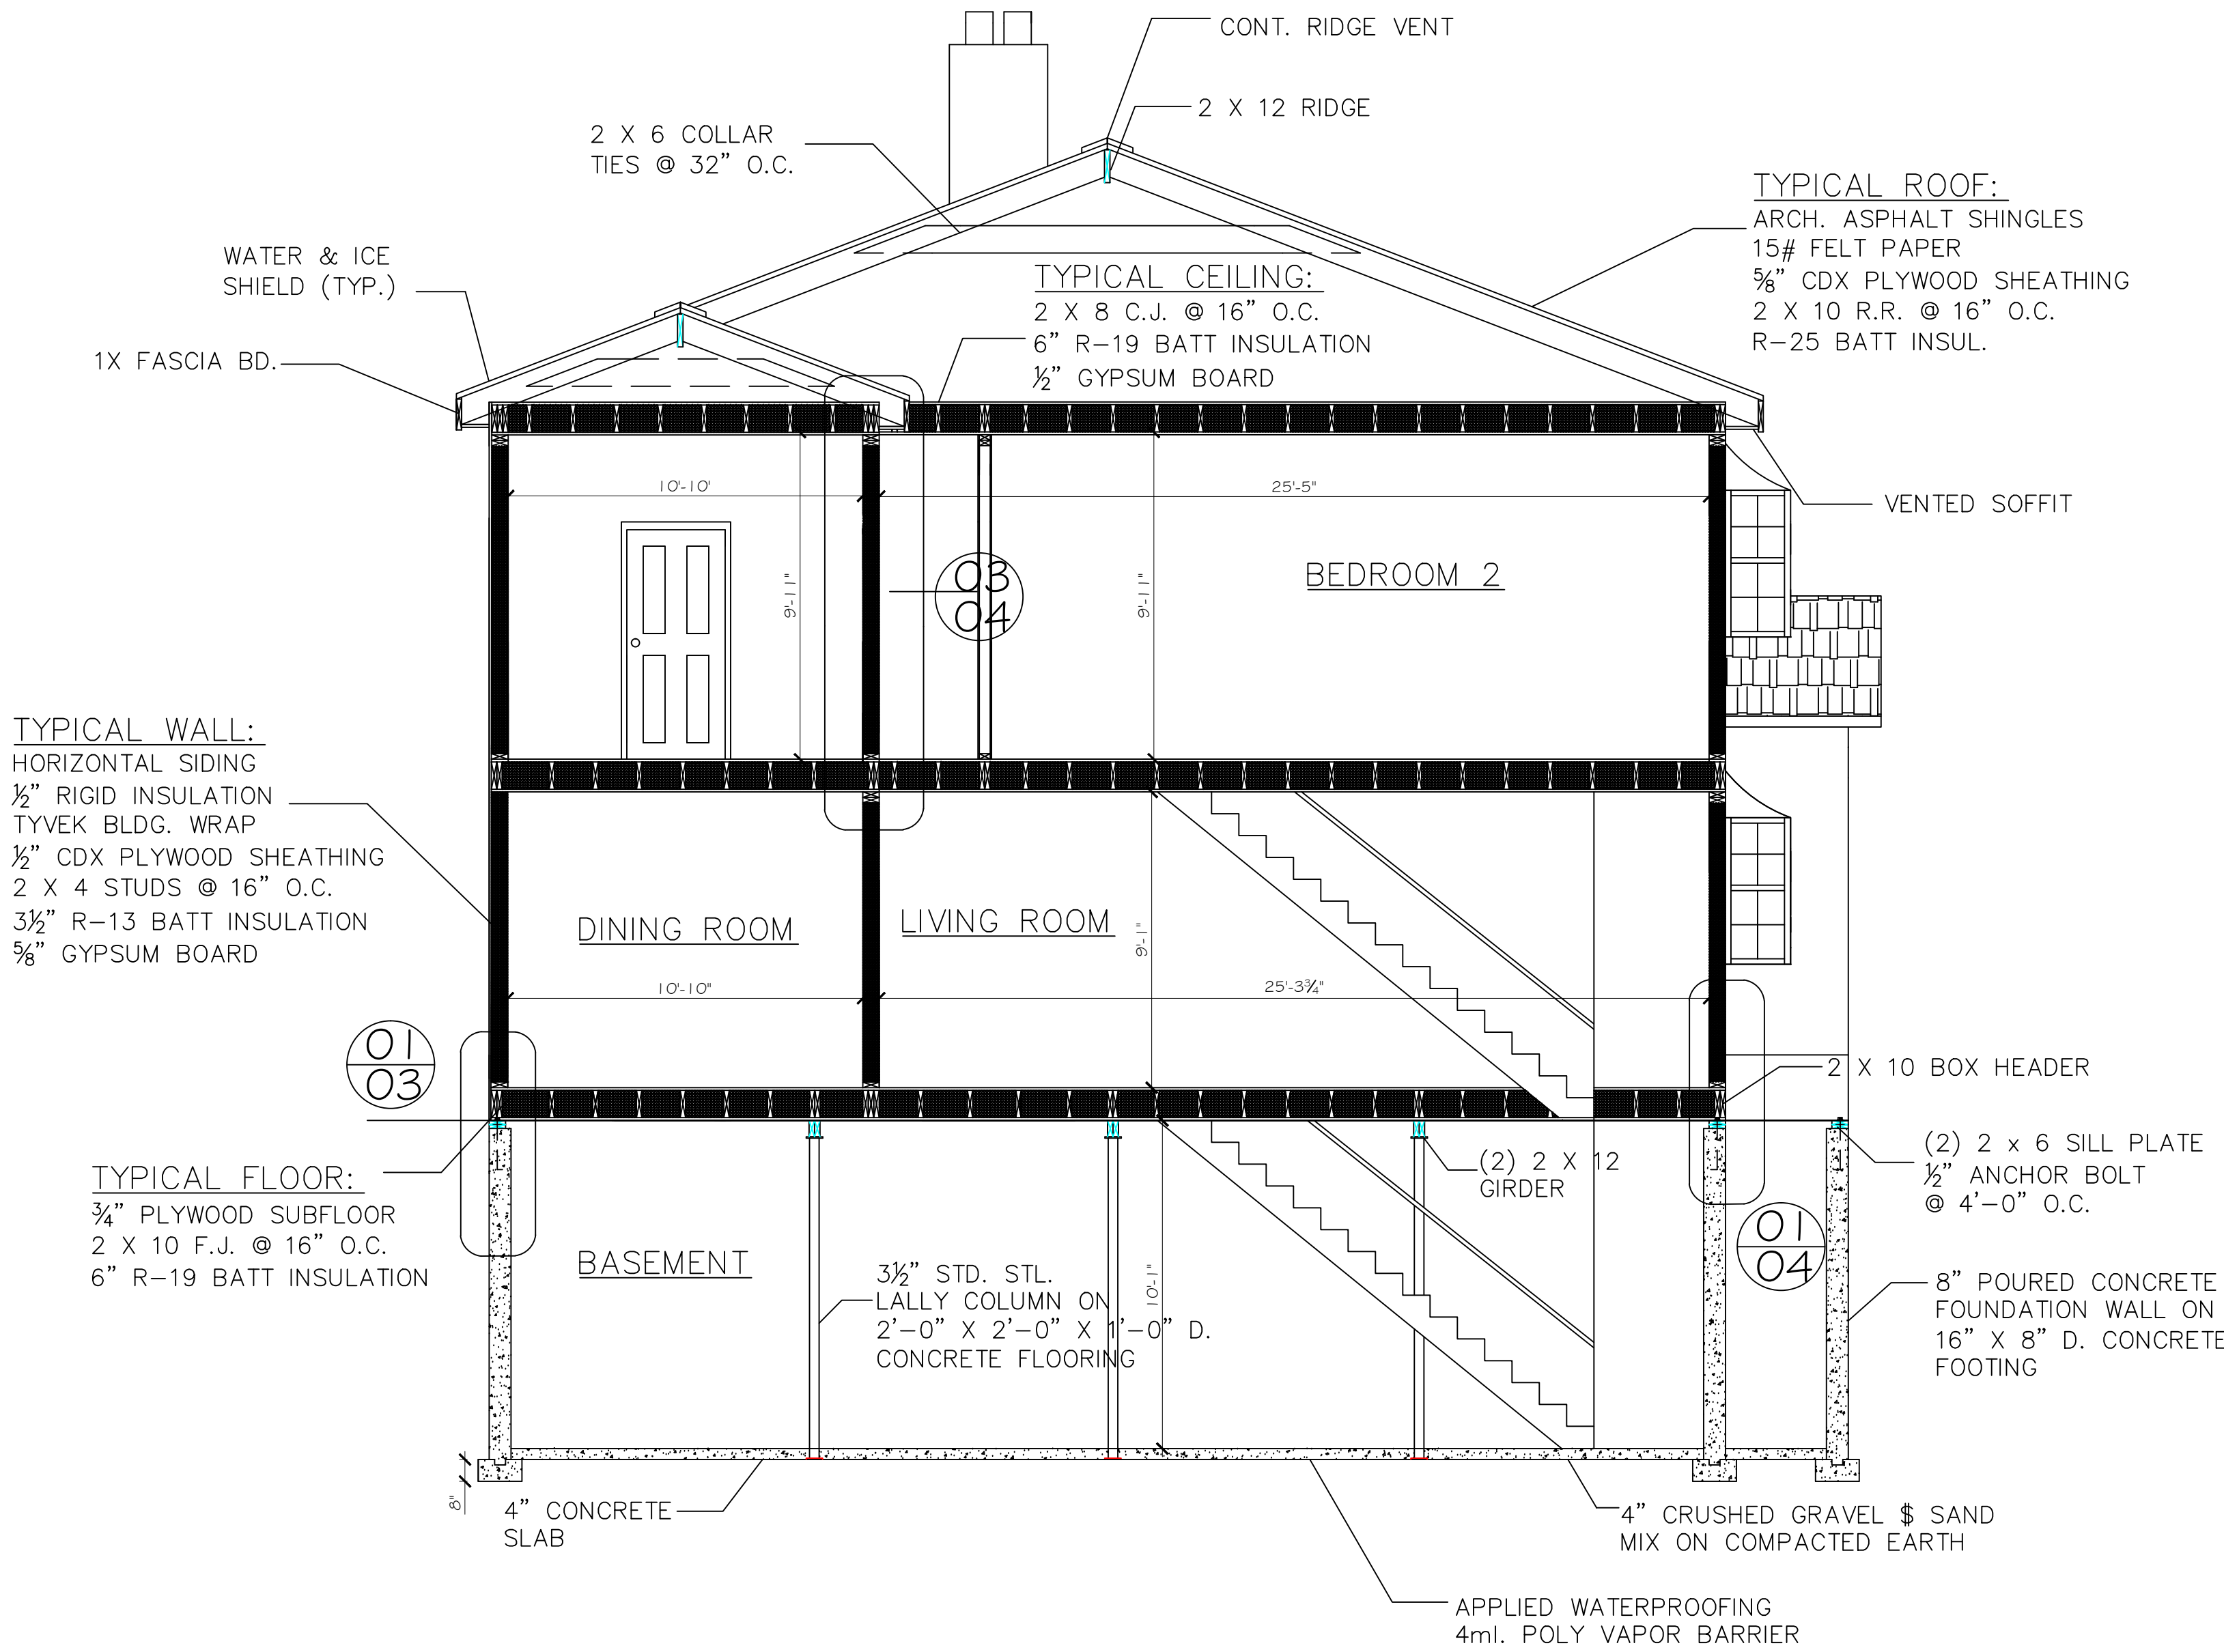 CONT. RIDGE VENT
2 X 12 RIDGE
2 X 6 COLLAR
TIES @ 32” O.C.
TYPICAL ROOF:
ARCH. ASPHALT SHINGLES
15# FELT PAPER
⅝” CDX PLYWOOD SHEATHING
2 X 10 R.R. @ 16” O.C.
R–25 BATT INSUL.
WATER & ICE
SHIELD (TYP.)
TYPICAL CEILING:
2 X 8 C.J. @ 16” O.C.
6” R–19 BATT INSULATION
½” GYPSUM BOARD
1X FASCIA BD.
10'-10'
25'-5"
VENTED SOFFIT
9'-11"
03
04
9'-11"
BEDROOM 2
TYPICAL WALL:
HORIZONTAL SIDING
½” RIGID INSULATION
TYVEK BLDG. WRAP
½” CDX PLYWOOD SHEATHING
2 X 4 STUDS @ 16” O.C.
3½” R–13 BATT INSULATION
⅝” GYPSUM BOARD
DINING ROOM
LIVING ROOM
9'-1"
10'-10"
25'-3¾"
01
03
2 X 10 BOX HEADER
TYPICAL FLOOR:
¾” PLYWOOD SUBFLOOR
2 X 10 F.J. @ 16” O.C.
6” R–19 BATT INSULATION
(2) 2 X 12
GIRDER
(2) 2 x 6 SILL PLATE
½” ANCHOR BOLT
@ 4’–0” O.C.
01
04
BASEMENT
3½” STD. STL.
LALLY COLUMN ON
2’–0” X 2’–0” X 1’–0” D.
CONCRETE FLOORING
10'-1"
8” POURED CONCRETE
FOUNDATION WALL ON
16” X 8” D. CONCRETE
FOOTING
8"
4” CONCRETE
SLAB
4” CRUSHED GRAVEL $ SAND
MIX ON COMPACTED EARTH
APPLIED WATERPROOFING
4ml. POLY VAPOR BARRIER